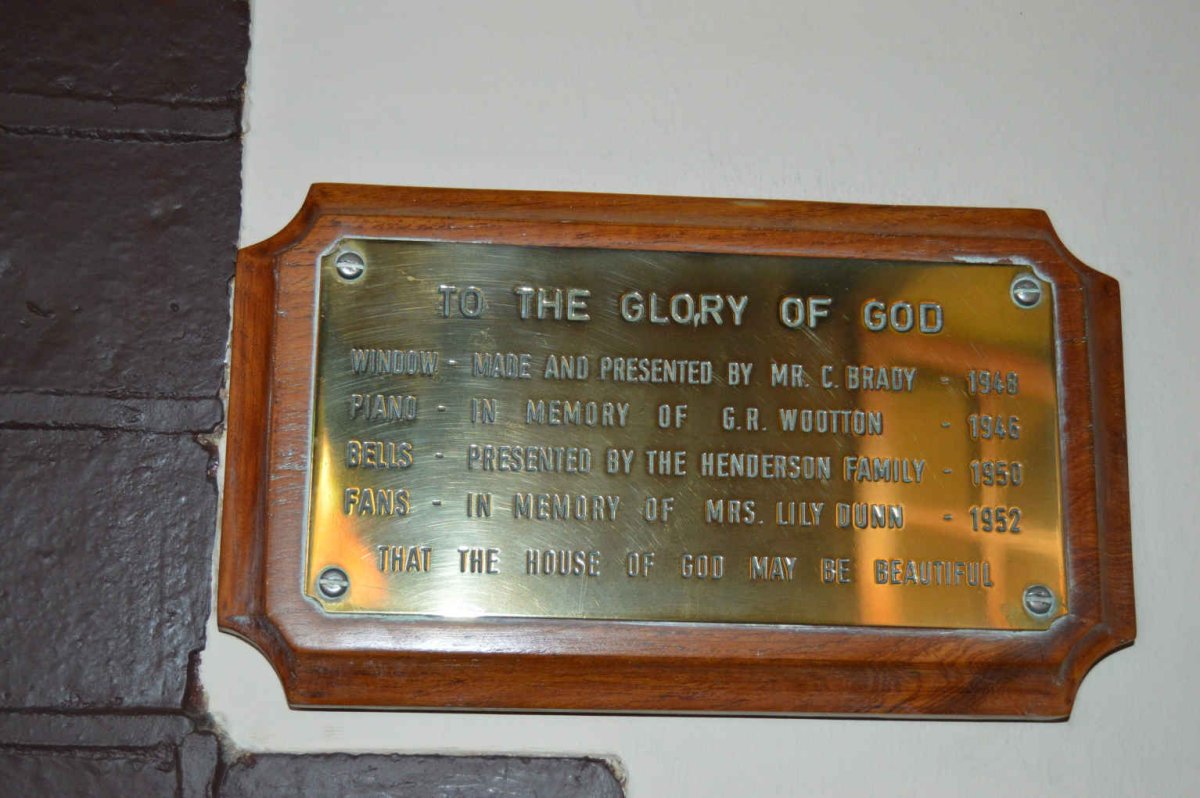 TO THE GLORY OF GOD
WINDOW - MADE AND PRESENTED BY MR. C. BRADY - 1948
PIANO - IN MEMORY OF G.R. WOOTTON - 1946
BELLS - PRESENTED BY THE HENDERSON FAMILY - 1950
FANS - IN MEMORY OF MRS. LILY DUNN - 1952
THAT THE HOUSE OF GOD MAY BE BEAUTIFUL